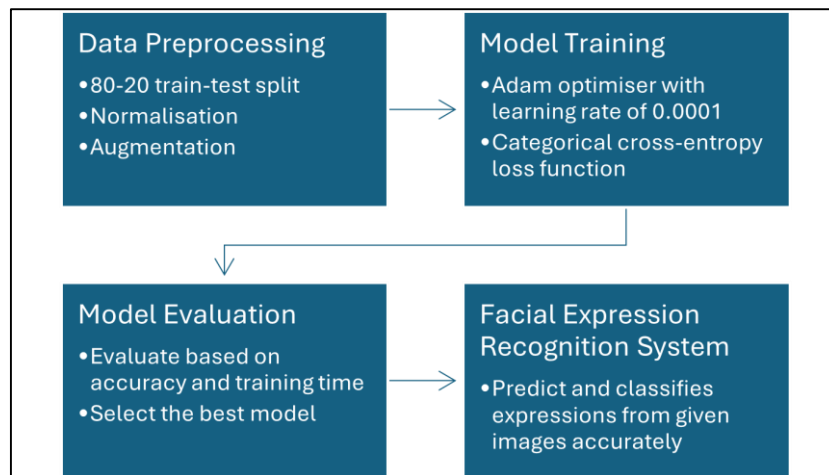 Data Preprocessing
•80-20 train-test split
•Normalisation
•Augmentation
Model Training
•Adam optimiser with
learning rate of 0.0001
•Categorical cross-entropy
loss function
Model Evaluation
•Evaluate based on
accuracy and training time
•Select the best model
Facial Expression
Recognition System
•Predict and classifies
expressions from given
images accurately